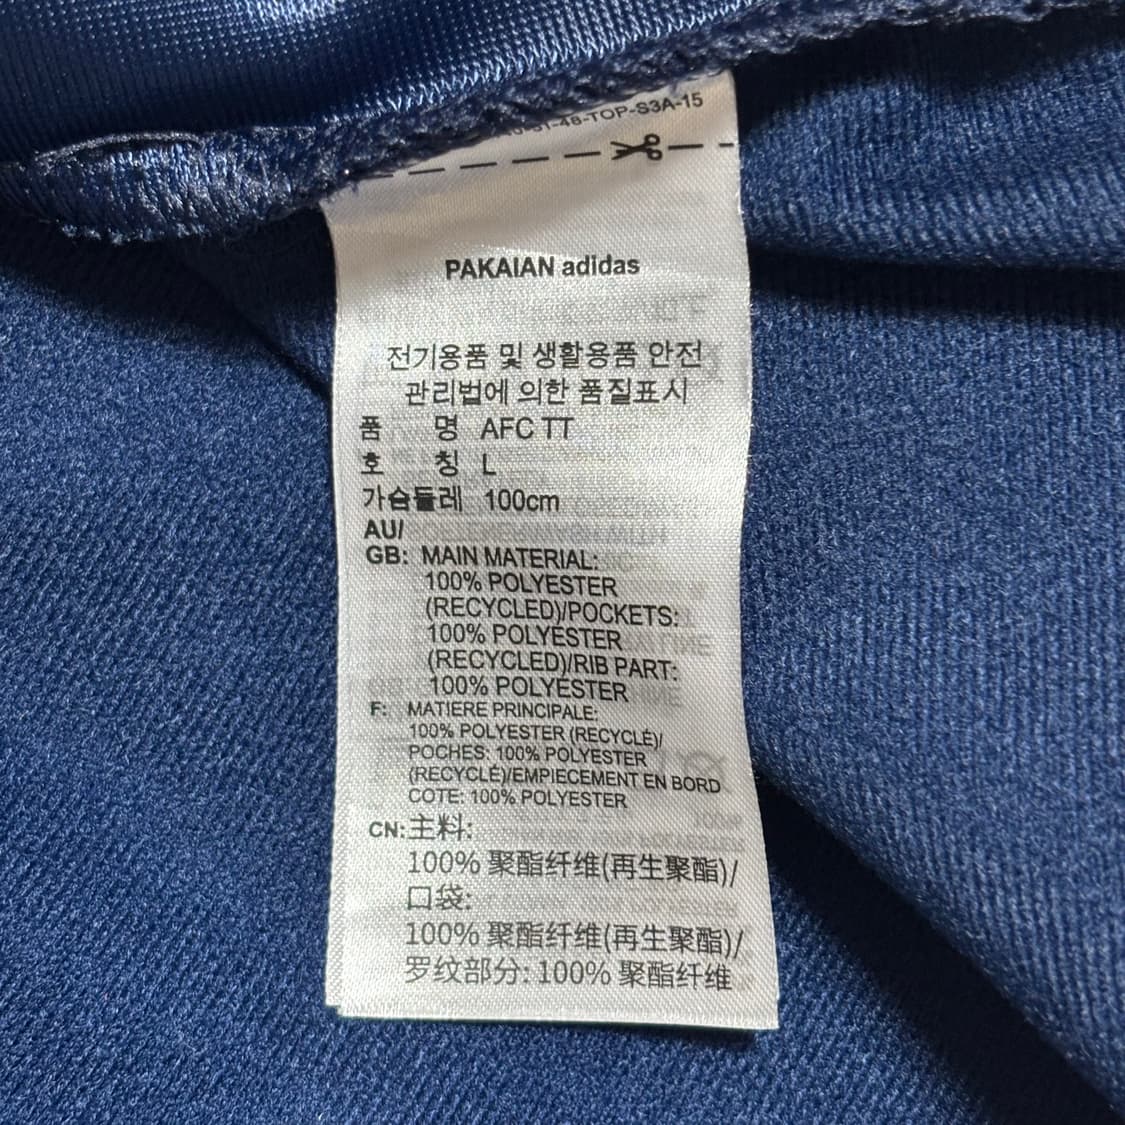 -48-TOP-S3A-15
PAKAIAN adidas
전기용품 및 생활용품 안전
관리법에 의한 품질표시
품 명 AFC TT
호 칭 L
가슴둘레 100cm
AU/
GB: MAIN MATERIAL:
100% POLYESTER
(RECYCLED)/POCKETS:
100% POLYESTER
(RECYCLED)/RIB PART:
100% POLYESTER
F: MATIERE PRINCIPALE:
100% POLYESTER (RECYCLÉ)/
POCHES: 100% POLYESTER
(RECYCLÉ)/EMPIECEMENT EN BORD
COTE: 100% POLYESTER
CN:主料:
100% 聚酯纤维(再生聚酯)/
口袋:
100% 聚酯纤维(再生聚酯)/
罗纹部分: 100% 聚酯纤维